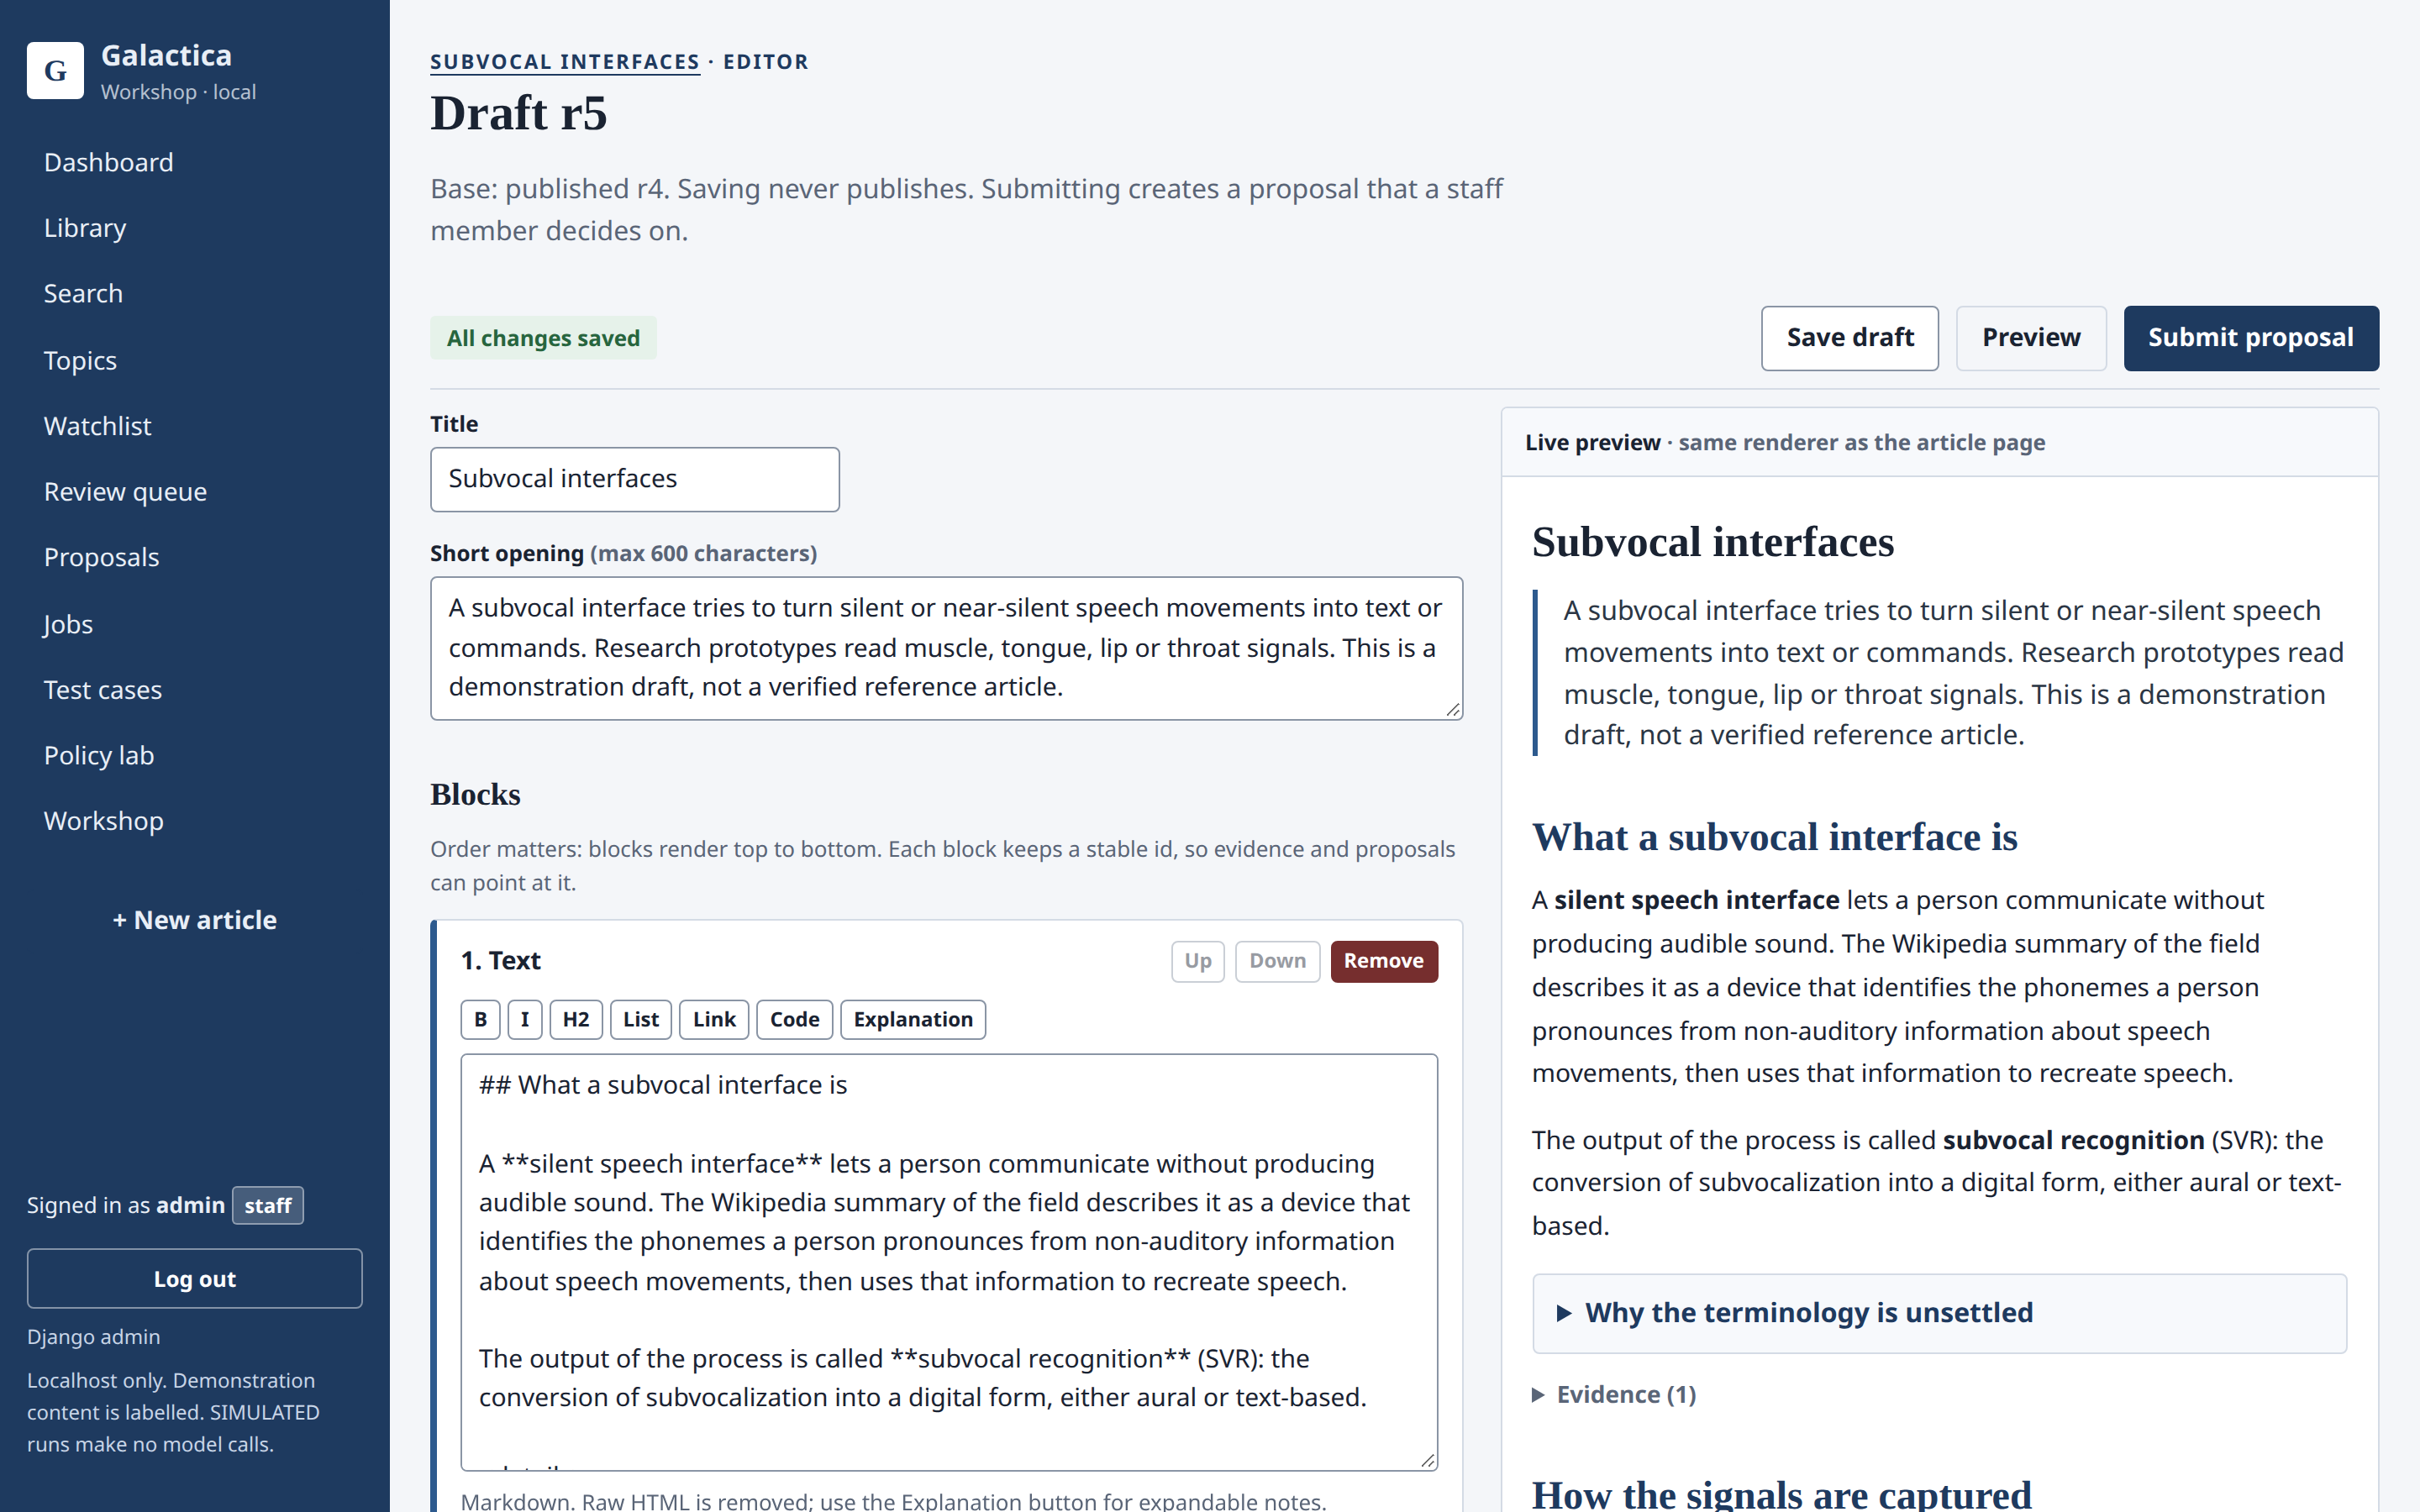 G
Galactica
Workshop · local
Dashboard
Library
Search
Topics
Watchlist
Review queue
Proposals
Jobs
Test cases
Policy lab
Workshop
+ New article
Signed in as admin staff
Log out
Django admin
Localhost only. Demonstration
content is labelled. SIMULATED
runs make no model calls.
SUBVOCAL INTERFACES · EDITOR
Draft r5
Base: published r4. Saving never publishes. Submitting creates a proposal that a staff
member decides on.
All changes saved
Save draft
Preview
Submit proposal
Title
Subvocal interfaces
Short opening (max 600 characters)
A subvocal interface tries to turn silent or near-silent speech movements into text or
commands. Research prototypes read muscle, tongue, lip or throat signals. This is a
demonstration draft, not a verified reference article.
Blocks
Order matters: blocks render top to bottom. Each block keeps a stable id, so evidence and proposals
can point at it.
1. Text
Up
Down
Remove
B
I
H2
List
Link
Code
Explanation
## What a subvocal interface is
A **silent speech interface** lets a person communicate without producing
audible sound. The Wikipedia summary of the field describes it as a device that
identifies the phonemes a person pronounces from non-auditory information
about speech movements, then uses that information to recreate speech.
The output of the process is called **subvocal recognition** (SVR): the
conversion of subvocalization into a digital form, either aural or text-based.
Markdown. Raw HTML is removed; use the Explanation button for expandable notes.
Live preview · same renderer as the article page
Subvocal interfaces
A subvocal interface tries to turn silent or near-silent speech
movements into text or commands. Research prototypes read
muscle, tongue, lip or throat signals. This is a demonstration
draft, not a verified reference article.
What a subvocal interface is
A silent speech interface lets a person communicate without
producing audible sound. The Wikipedia summary of the field
describes it as a device that identifies the phonemes a person
pronounces from non-auditory information about speech
movements, then uses that information to recreate speech.
The output of the process is called subvocal recognition (SVR): the
conversion of subvocalization into a digital form, either aural or text-
based.
Why the terminology is unsettled
Evidence (1)
How the signals are captured